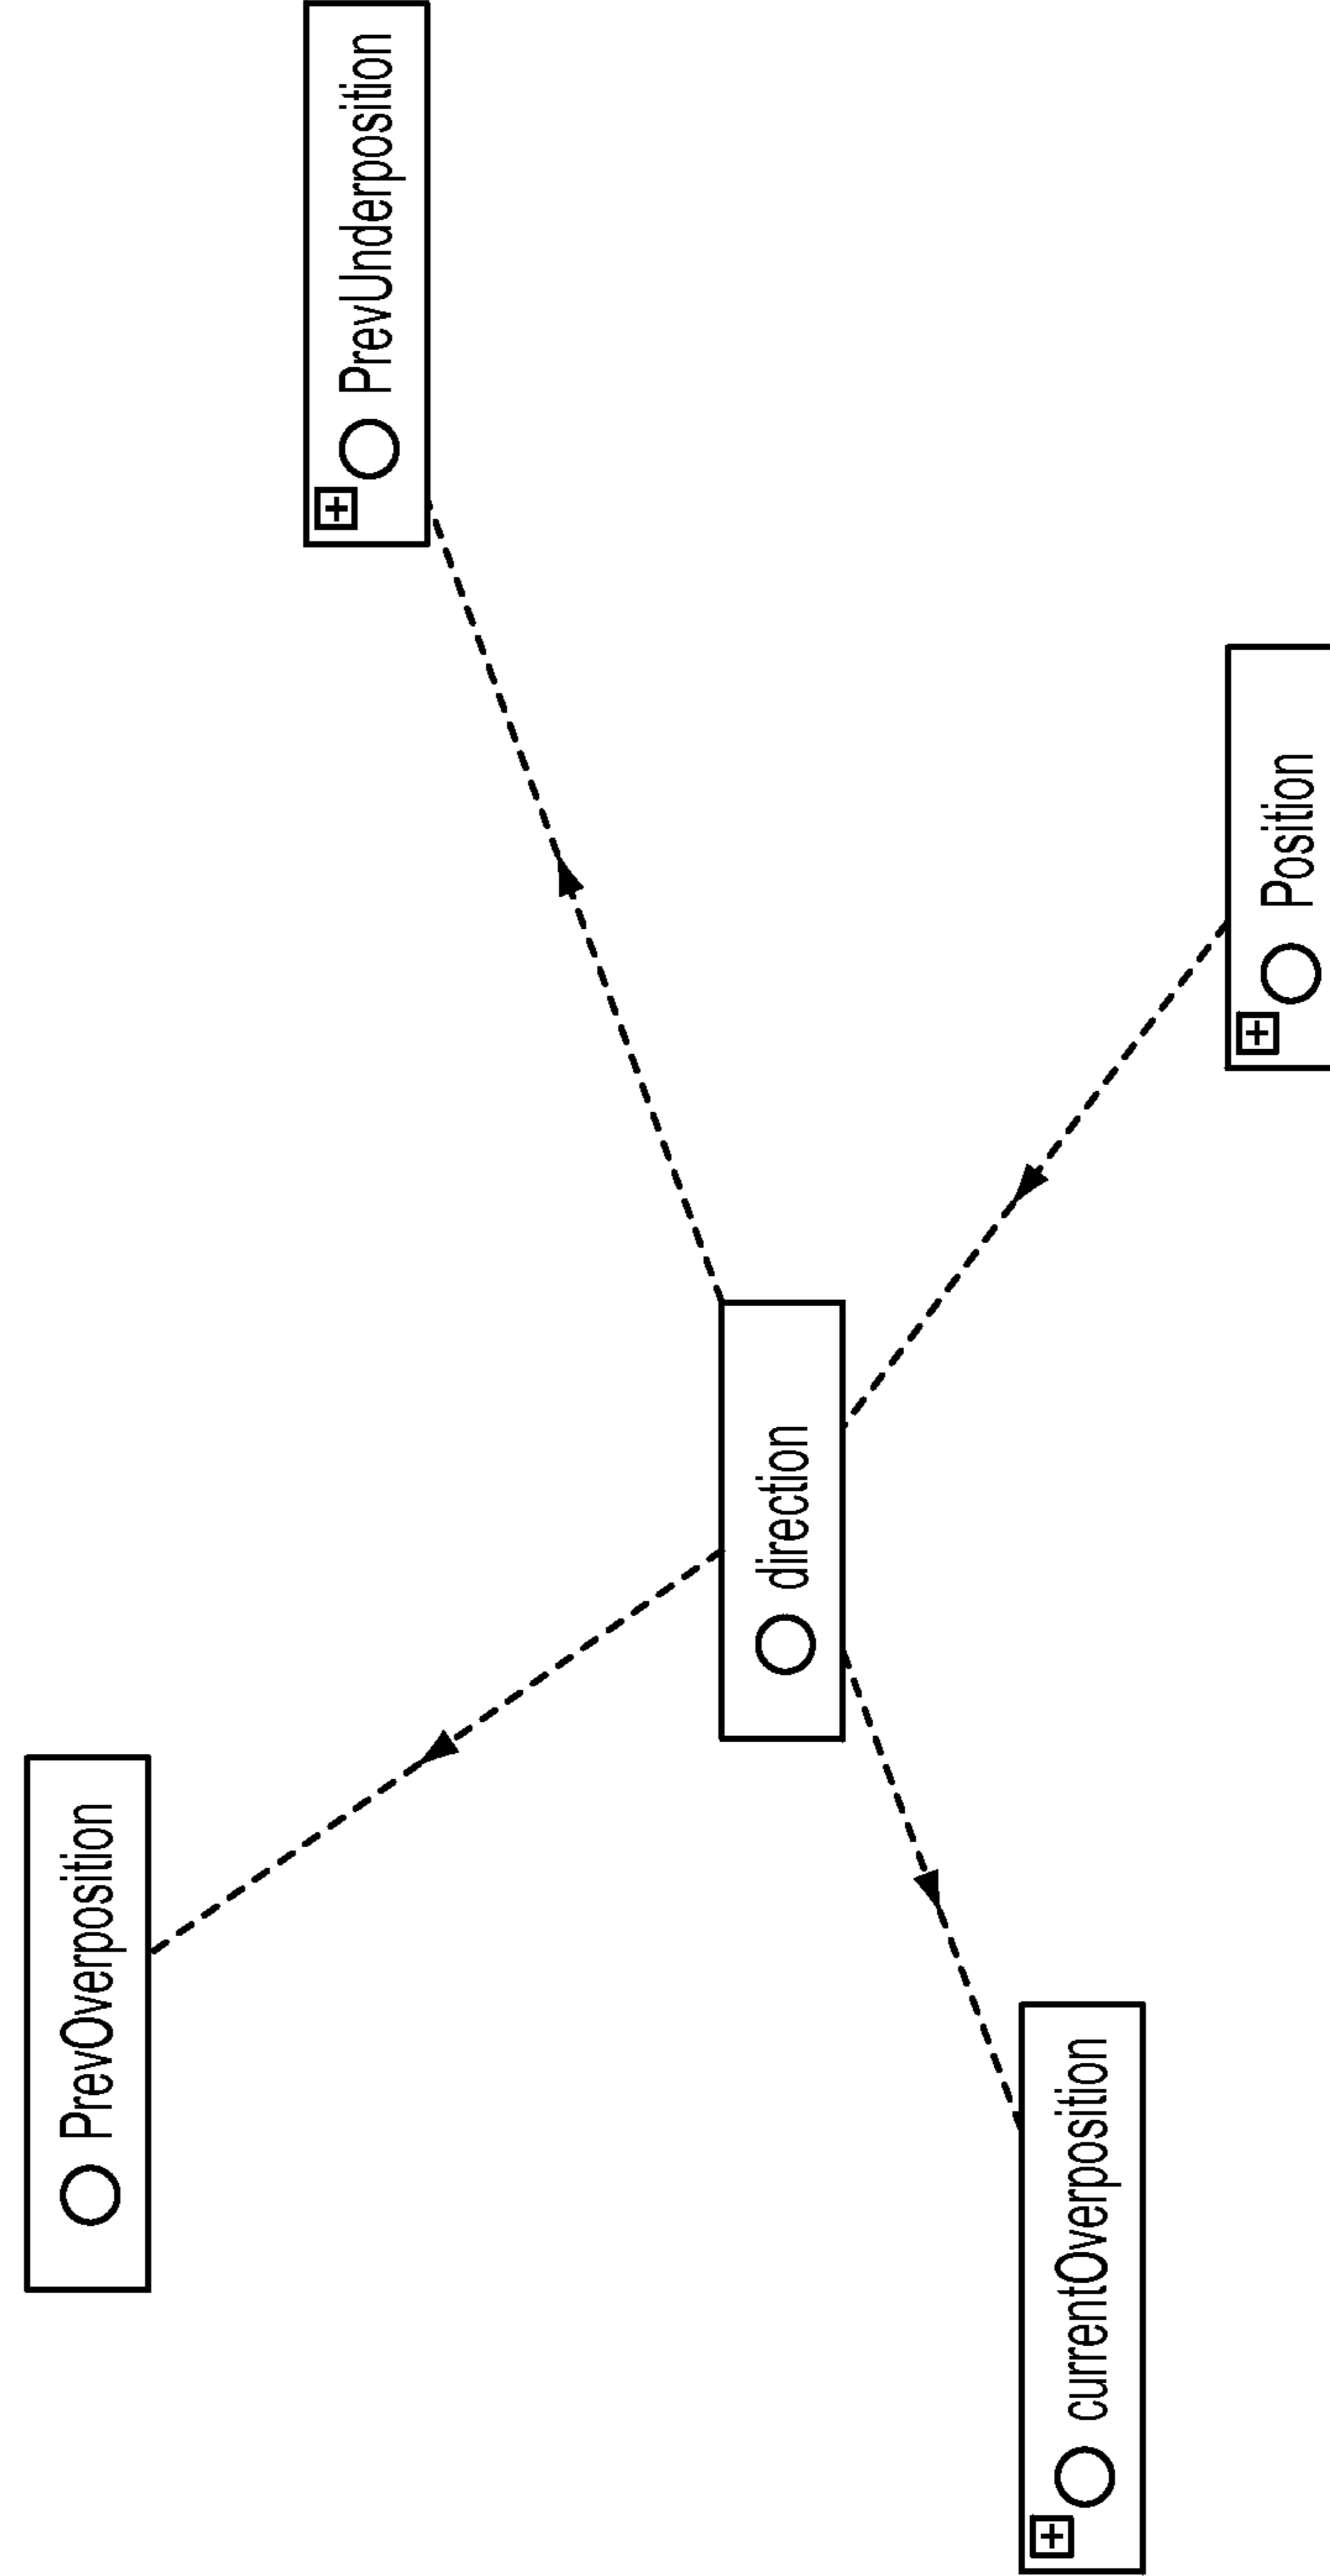 PrevOverposition
PrevUnderposition
direction
currentOverposition
Position